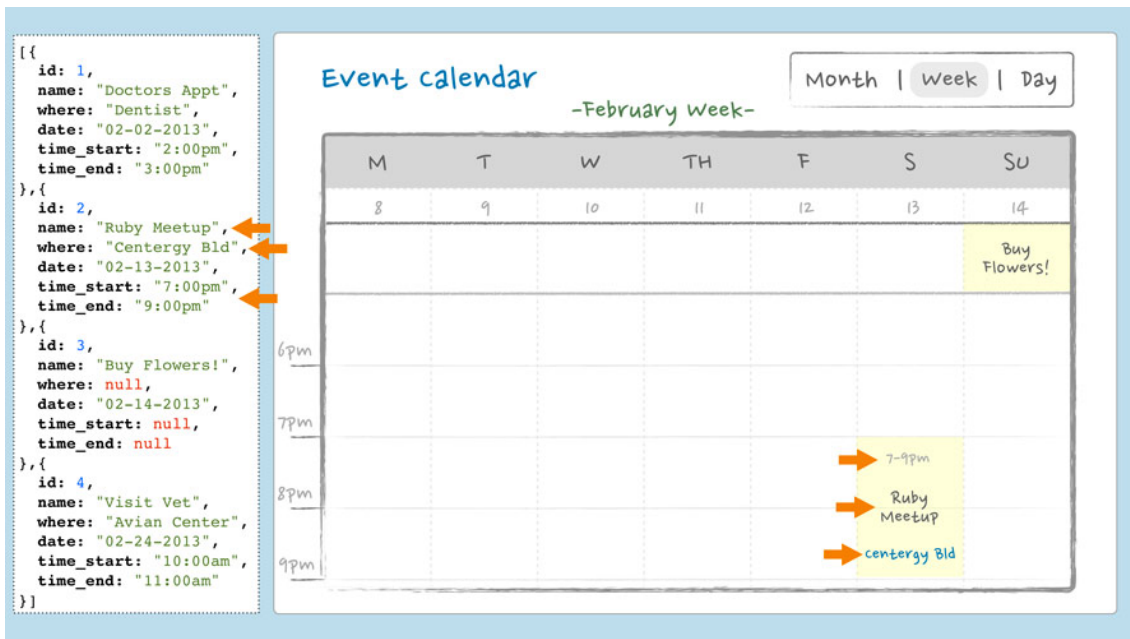 [{
id: 1,
name: "Doctors Appt",
where: "Dentist",
date: "02-02-2013",
time_start: "2:00pm",
time_end: "3:00pm"
},{
id: 2,
name: "Ruby Meetup",
where: "Centergy Bld",
date: "02-13-2013",
time_start: "7:00pm",
time_end: "9:00pm"
},{
id: 3,
name: "Buy Flowers!",
where: null,
date: "02-14-2013",
time_start: null,
time_end: null
},{
id: 4,
name: "Visit Vet",
where: "Avian Center",
date: "02-24-2013",
time_start: "10:00am",
time_end: "11:00am"
}]
Event Calendar
Month | Week | Day
-February Week-
M T W TH F S SU
8 9 10 11 12 13 14
Buy
Flowers!
6pm
7pm
7-9pm
8pm
Ruby
Meetup
Centergy Bld
9pm